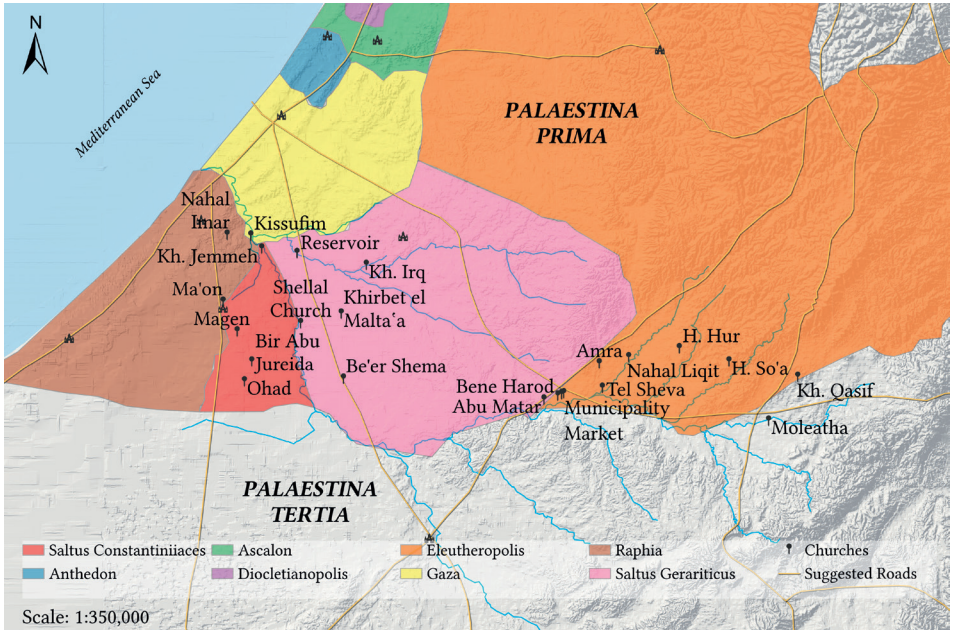 N
Mediterranean Sea
PALAESTINA
PRIMA
Nahal
Imar
Kissufim
Reservoir
Kh. Jemmeh
Kh. Irq
Shellal
Church
Ma'on
Khirbet el
Malta῾a
Magen
Bir Abu
Jureida
Ohad
Be'er Shema
H. Hur
Amra
Nahal Liqit
H. So'a
Bene Harod
Tel Sheva
Kh. Qasif
Abu Matar
Municipality
Market
Moleatha
PALAESTINA
TERTIA
Saltus Constantiniiaces
Ascalon
Eleutheropolis
Raphia
Churches
Anthedon
Diocletianopolis
Gaza
Saltus Gerariticus
Suggested Roads
Scale: 1:350,000